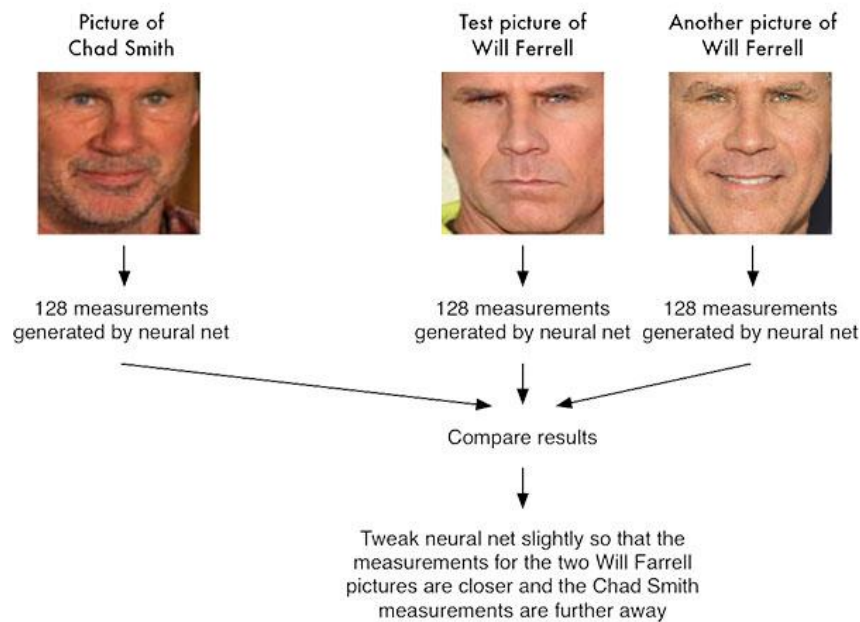 Picture of
Chad Smith
Test picture of
Will Ferrell
Another picture of
Will Ferrell
128 measurements
generated by neural net
128 measurements
generated by neural net
128 measurements
generated by neural net
Compare results
Tweak neural net slightly so that the
measurements for the two Will Farrell
pictures are closer and the Chad Smith
measurements are further away